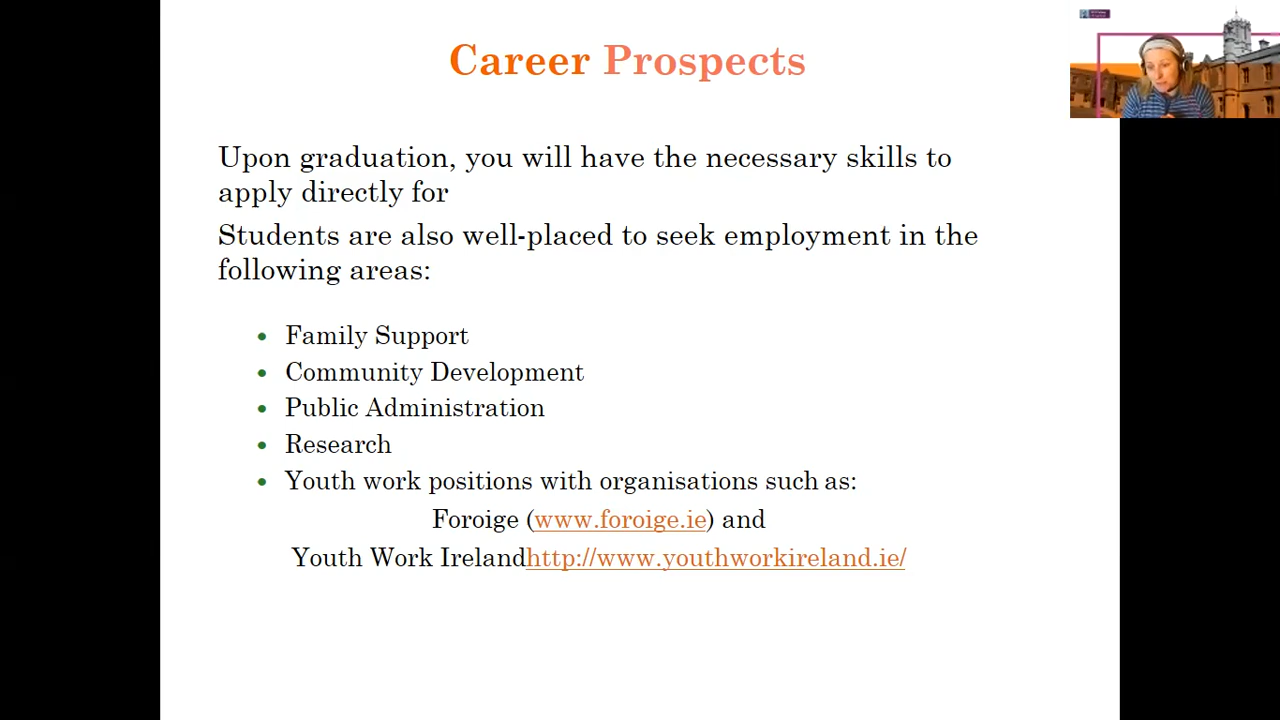 Career Prospects
Upon graduation, you will have the necessary skills to
apply directly for
Students are also well-placed to seek employment in the
following areas:
• Family Support
• Community Development
• Public Administration
• Research
• Youth work positions with organisations such as:
Foroige (www.foroige.ie) and
Youth Work Irelandhttp://www.youthworkireland.ie/